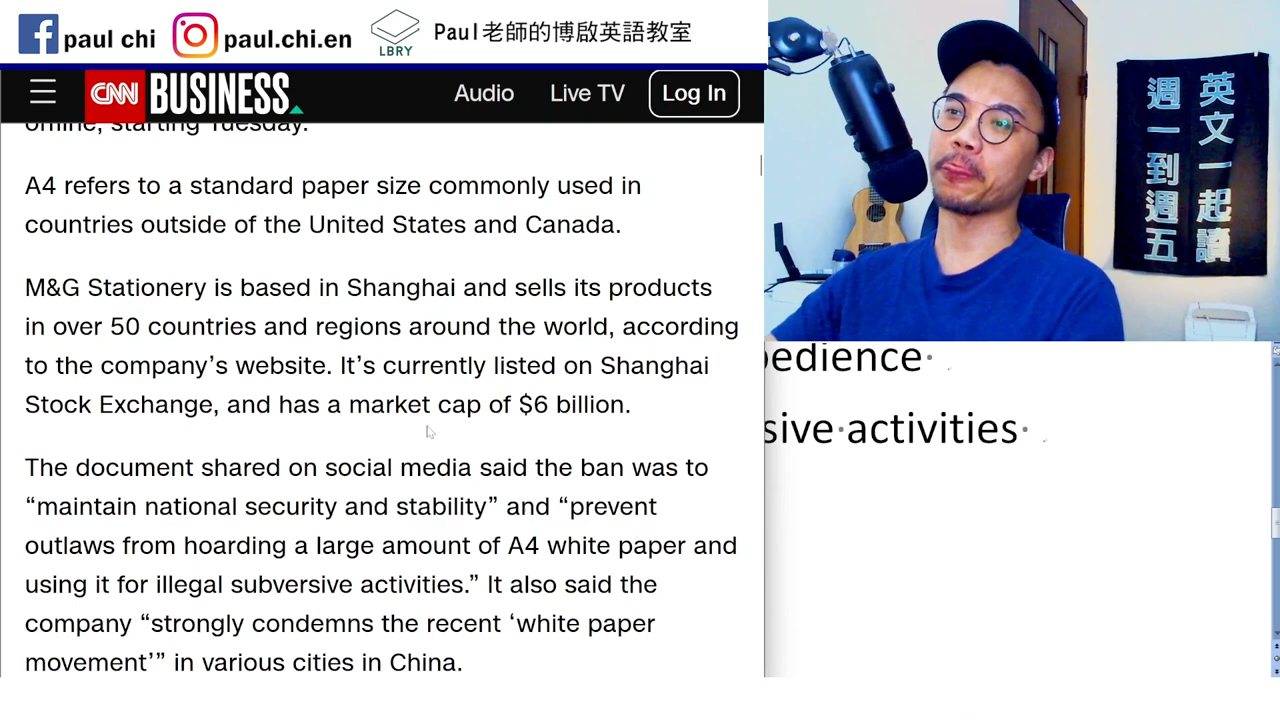 paul chi
paul.chi.en
LBRY
Paul老師的博啟英語教室
CNN BUSINESS
Audio
Live TV
Log In
online, starting Tuesday.
A4 refers to a standard paper size commonly used in
countries outside of the United States and Canada.
M&G Stationery is based in Shanghai and sells its products
in over 50 countries and regions around the world, according
to the company’s website. It’s currently listed on Shanghai
Stock Exchange, and has a market cap of $6 billion.
The document shared on social media said the ban was to
“maintain national security and stability” and “prevent
outlaws from hoarding a large amount of A4 white paper and
using it for illegal subversive activities.” It also said the
company “strongly condemns the recent ‘white paper
movement’” in various cities in China.
英文一起讀
週一到週五
pedience
sive activities